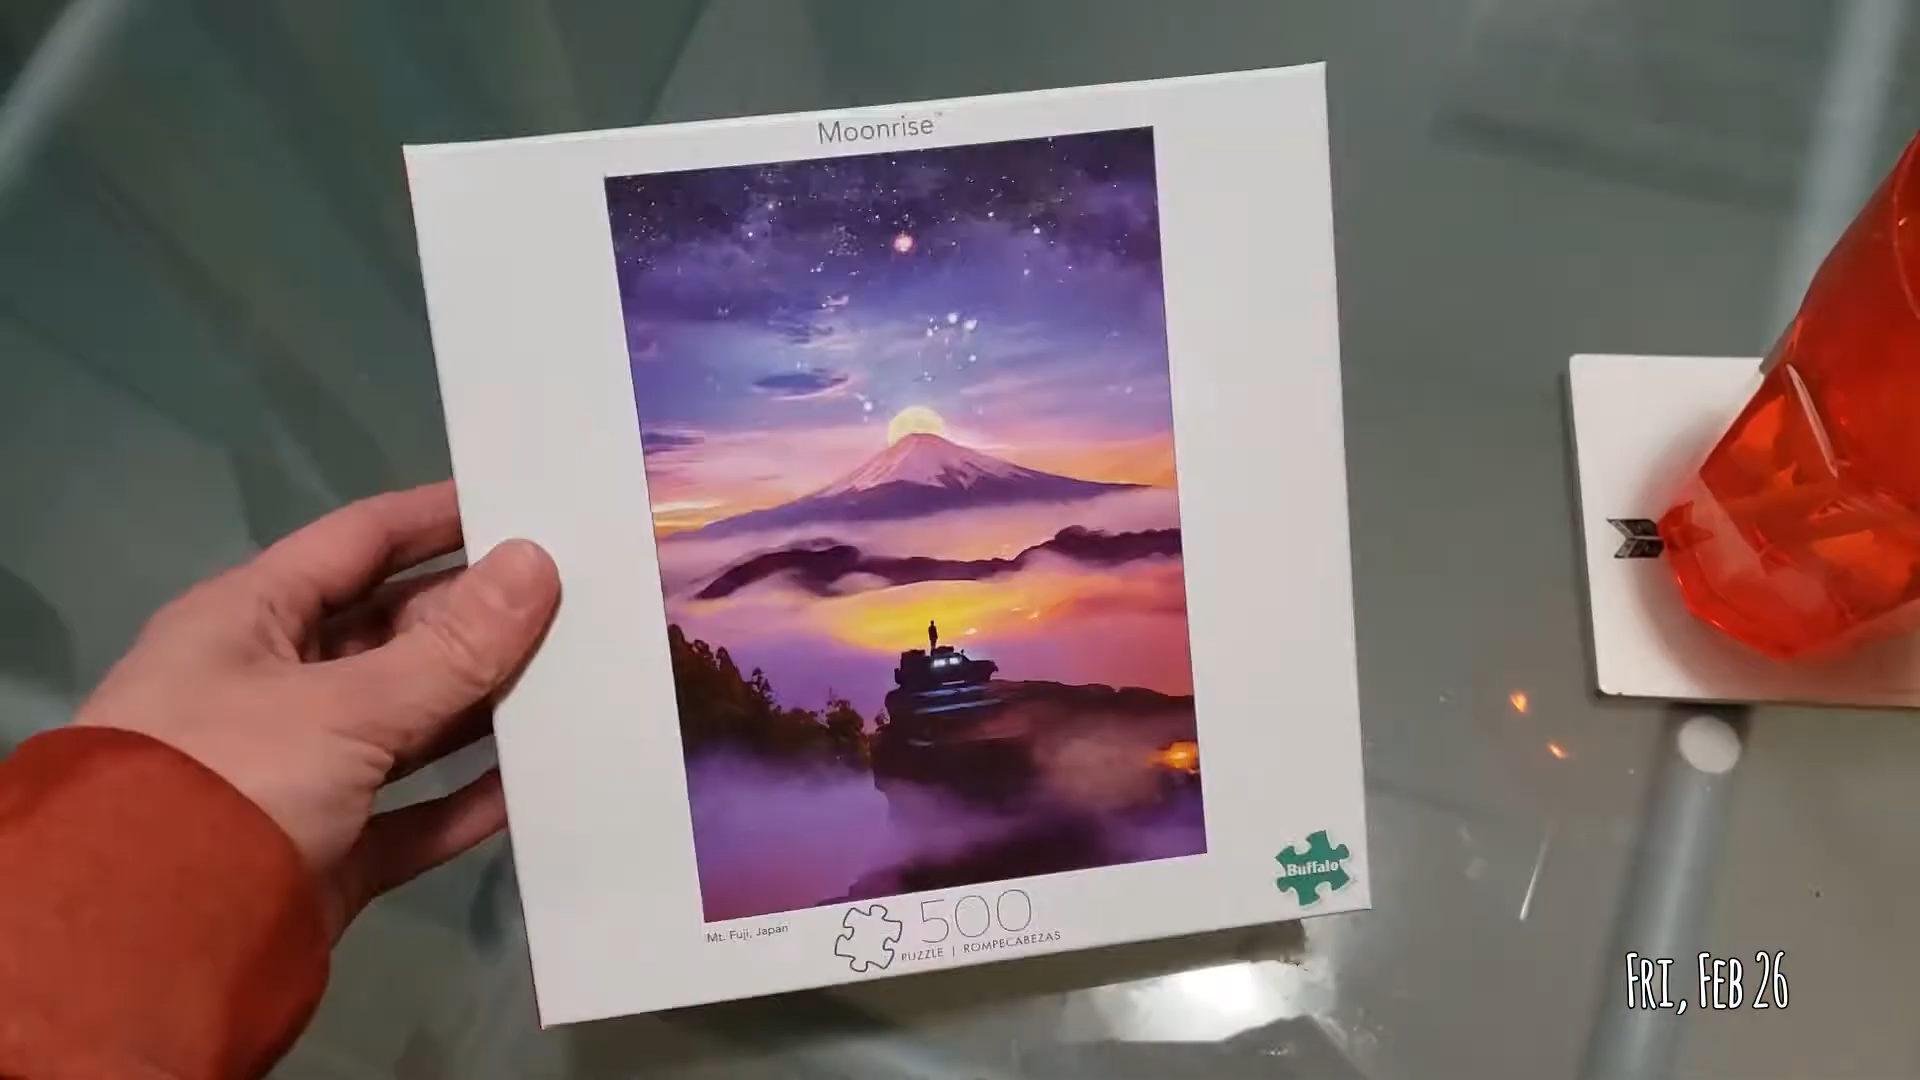 Moonrise™
Mt. Fuji, Japan
500
PUZZLE | ROMPECABEZAS
Buffalo
FRI, FEB 26